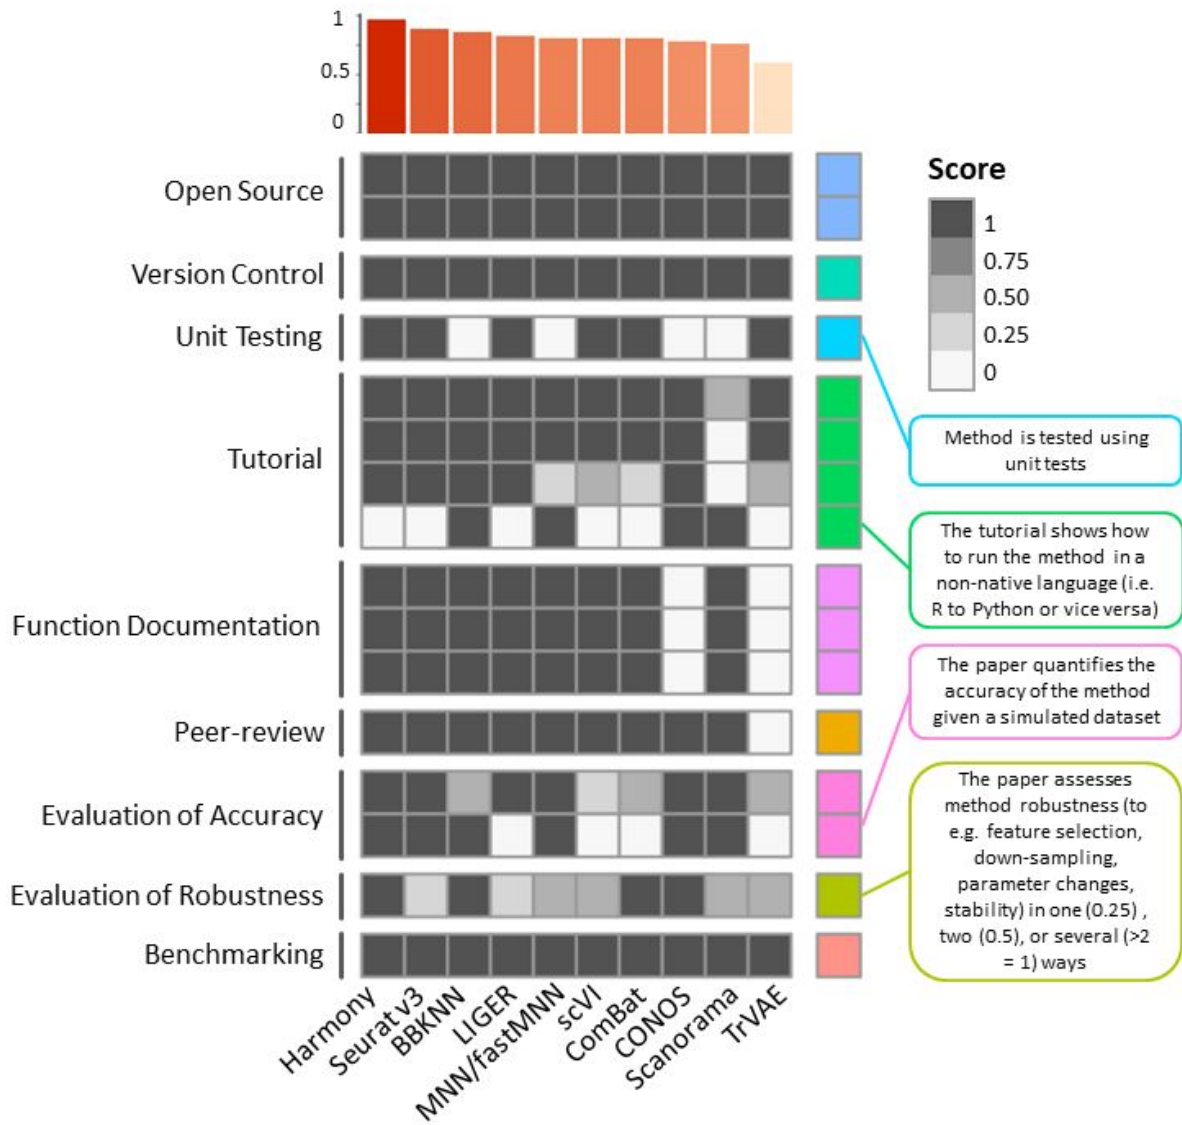 1
0.5
0
Open Source
Version Control
Unit Testing
Tutorial
Function Documentation
Peer-review
Evaluation of Accuracy
Evaluation of Robustness
Benchmarking
Harmony
Seurat v3
BBKNN
LIGER
MNN/fastMNN
scVI
ComBat
CONOS
Scanorama
TrVAE
Score
1
0.75
0.50
0.25
0
Method is tested using
unit tests
The tutorial shows how
to run the method in a
non-native language (i.e.
R to Python or vice versa)
The paper quantifies the
accuracy of the method
given a simulated dataset
The paper assesses
method robustness (to
e.g. feature selection,
down-sampling,
parameter changes,
stability) in one (0.25) ,
two (0.5), or several (>2
= 1) ways